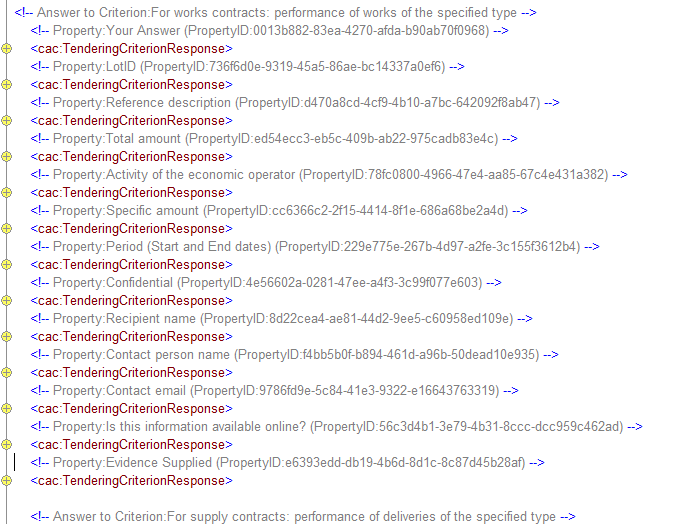 <!-- Answer to Criterion:For works contracts: performance of works of the specified type -->
<!-- Property:Your Answer (PropertyID:0013b882-83ea-4270-afda-b90ab70f0968) -->
<cac:TenderingCriterionResponse>
<!-- Property:LotID (PropertyID:736f6d0e-9319-45a5-86ae-bc14337a0ef6) -->
<cac:TenderingCriterionResponse>
<!-- Property:Reference description (PropertyID:d470a8cd-4cf9-4b10-a7bc-642092f8ab47) -->
<cac:TenderingCriterionResponse>
<!-- Property:Total amount (PropertyID:ed54ecc3-eb5c-409b-ab22-975cadb83e4c) -->
<cac:TenderingCriterionResponse>
<!-- Property:Activity of the economic operator (PropertyID:78fc0800-4966-47e4-aa85-67c4e431a382) -->
<cac:TenderingCriterionResponse>
<!-- Property:Specific amount (PropertyID:cc6366c2-2f15-4414-8f1e-686a68be2a4d) -->
<cac:TenderingCriterionResponse>
<!-- Property:Period (Start and End dates) (PropertyID:229e775e-267b-4d97-a2fe-3c155f3612b4) -->
<cac:TenderingCriterionResponse>
<!-- Property:Confidential (PropertyID:4e56602a-0281-47ee-a4f3-3c99f077e603) -->
<cac:TenderingCriterionResponse>
<!-- Property:Recipient name (PropertyID:8d22cea4-ae81-44d2-9ee5-c60958ed109e) -->
<cac:TenderingCriterionResponse>
<!-- Property:Contact person name (PropertyID:f4bb5b0f-b894-461d-a96b-50dead10e935) -->
<cac:TenderingCriterionResponse>
<!-- Property:Contact email (PropertyID:9786fd9e-5c84-41e3-9322-e16643763319) -->
<cac:TenderingCriterionResponse>
<!-- Property:Is this information available online? (PropertyID:56c3d4b1-3e79-4b31-8ccc-dcc959c462ad) -->
<cac:TenderingCriterionResponse>
<!-- Property:Evidence Supplied (PropertyID:e6393edd-db19-4b6d-8d1c-8c87d45b28af) -->
<cac:TenderingCriterionResponse>
<!-- Answer to Criterion:For supply contracts: performance of deliveries of the specified type -->